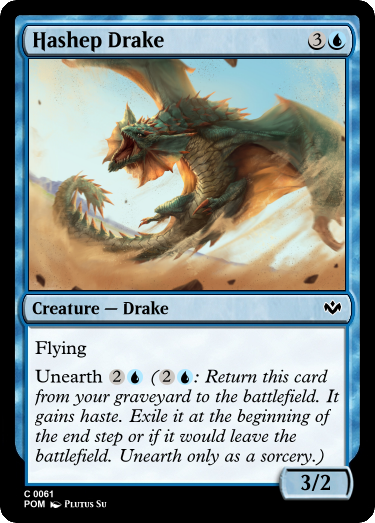 Hashep Drake 3
Creature — Drake
Flying
Unearth 2 (2 : Return this card
from your graveyard to the battlefield. It
gains haste. Exile it at the beginning of
the end step or if it would leave the
battlefield. Unearth only as a sorcery.)
3/2
C 0061
POM Plutus Su